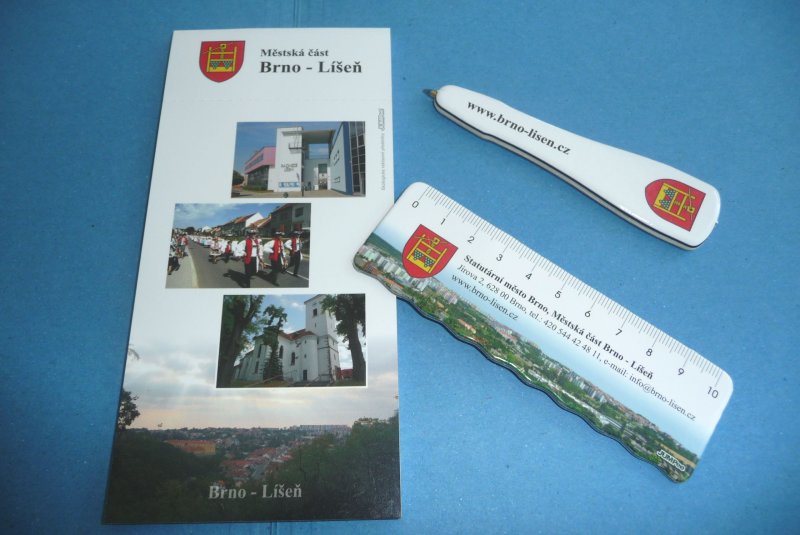 Městská část
Brno - Líšeň
JUMPen
Brno - Líšeň
www.brno-lisen.cz
0 1 2 3 4 5 6 7 8 9 10
Statutární město Brno, Městská část Brno - Líšeň
Jírova 2, 628 00 Brno, tel.: 420 544 42 48 11, e-mail: info@brno-lisen.cz
www.brno-lisen.cz
JUMPen